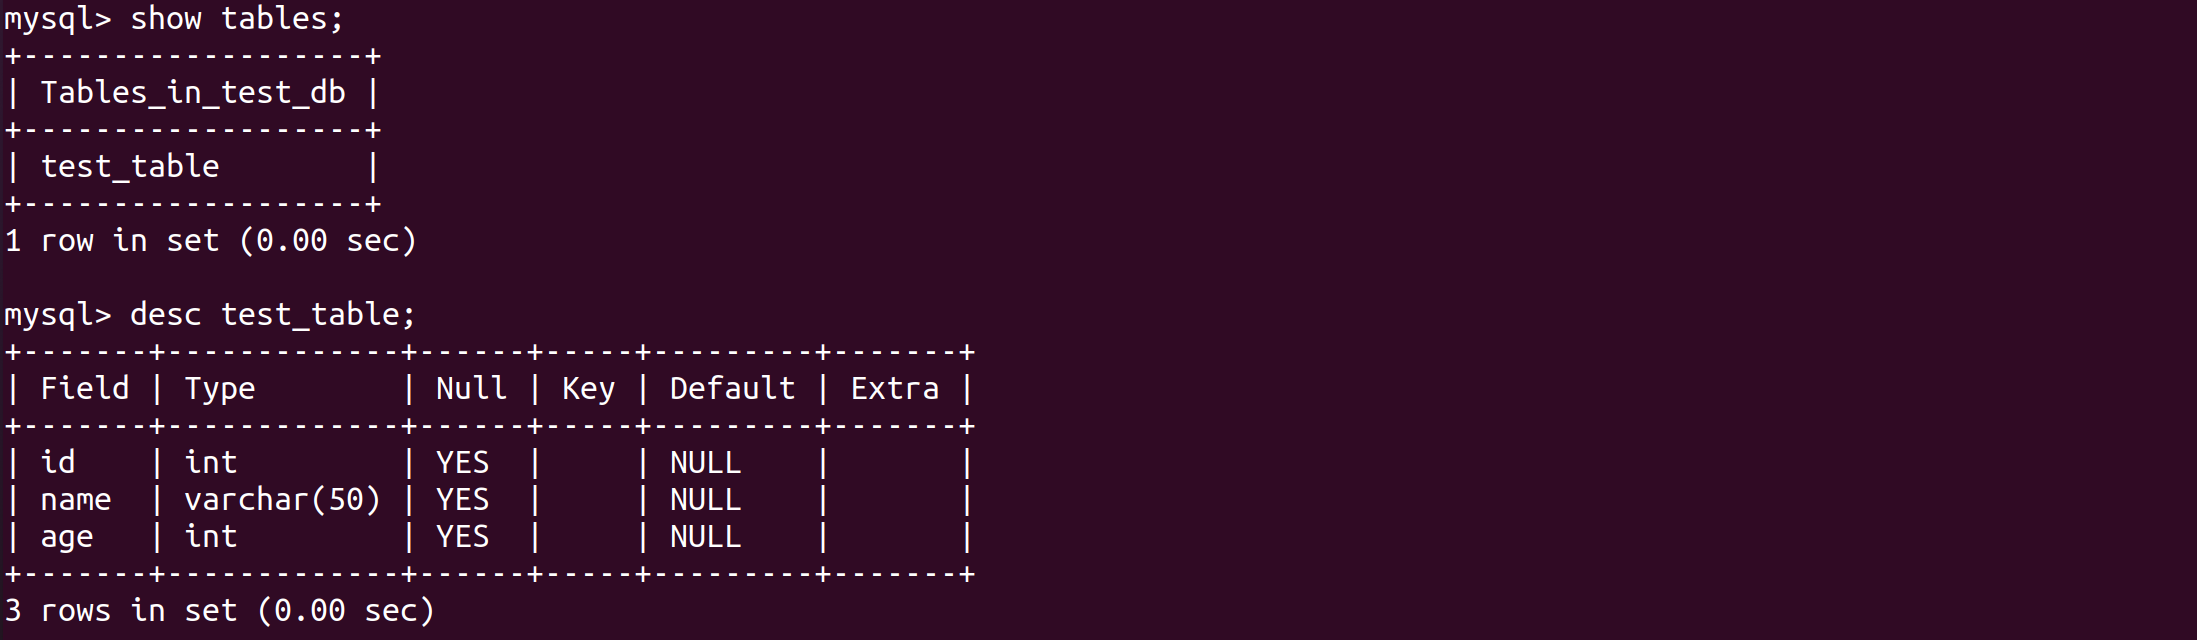 mysql> show tables;
+-------------------+
| Tables_in_test_db |
+-------------------+
| test_table        |
+-------------------+
1 row in set (0.00 sec)

mysql> desc test_table;
+-------+-------------+------+-----+---------+-------+
| Field | Type        | Null | Key | Default | Extra |
+-------+-------------+------+-----+---------+-------+
| id    | int         | YES  |     | NULL    |       |
| name  | varchar(50) | YES  |     | NULL    |       |
| age   | int         | YES  |     | NULL    |       |
+-------+-------------+------+-----+---------+-------+
3 rows in set (0.00 sec)